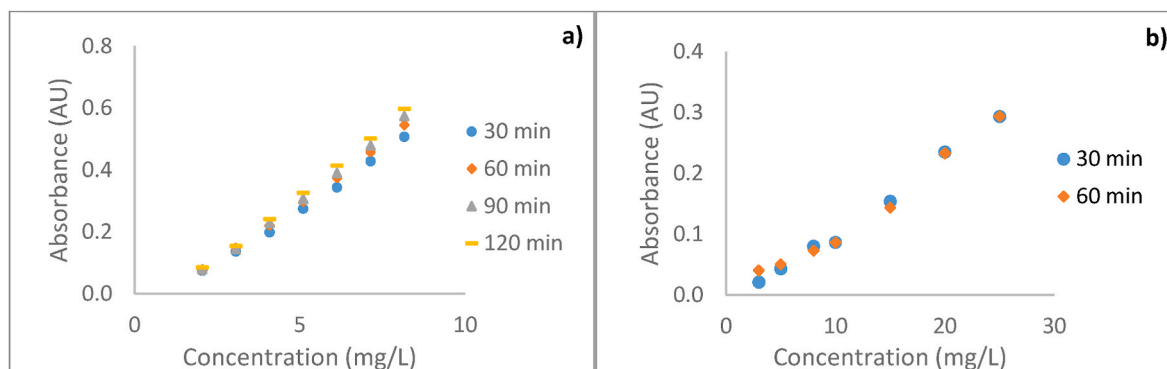 a)
0.8
0.6
0.4
0.2
0.0
0
5
10
Absorbance (AU)
Concentration (mg/L)
30 min
60 min
90 min
120 min
b)
0.4
0.3
0.2
0.1
0.0
0
10
20
30
Absorbance (AU)
Concentration (mg/L)
30 min
60 min